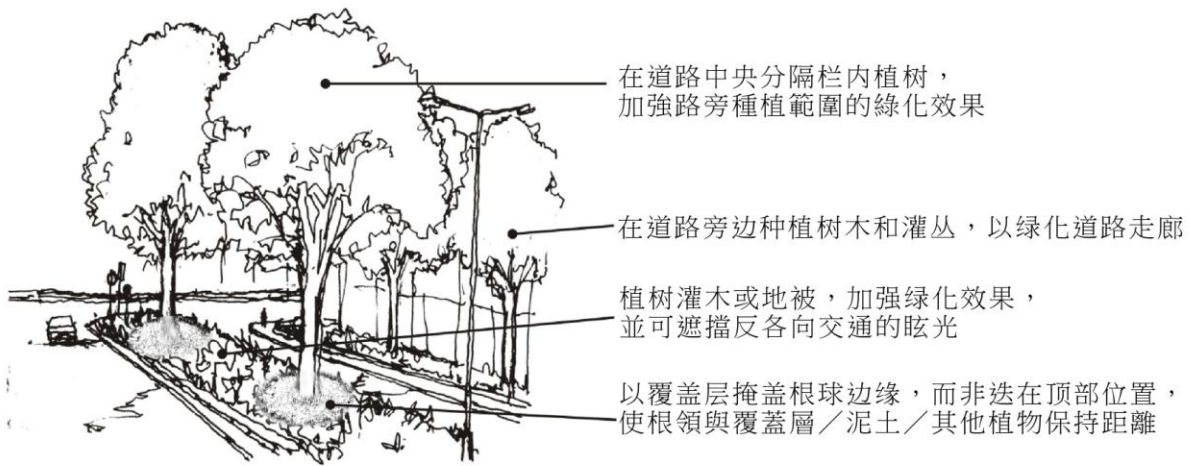 在道路中央分隔栏内植树，
加強路旁種植範圍的綠化效果
在道路旁边种植树木和灌丛，以绿化道路走廊
植树灌木或地被，加强绿化效果，
並可遮擋反各向交通的眩光
以覆盖层掩盖根球边缘，而非迭在顶部位置，
使根領與覆蓋層／泥土／其他植物保持距離